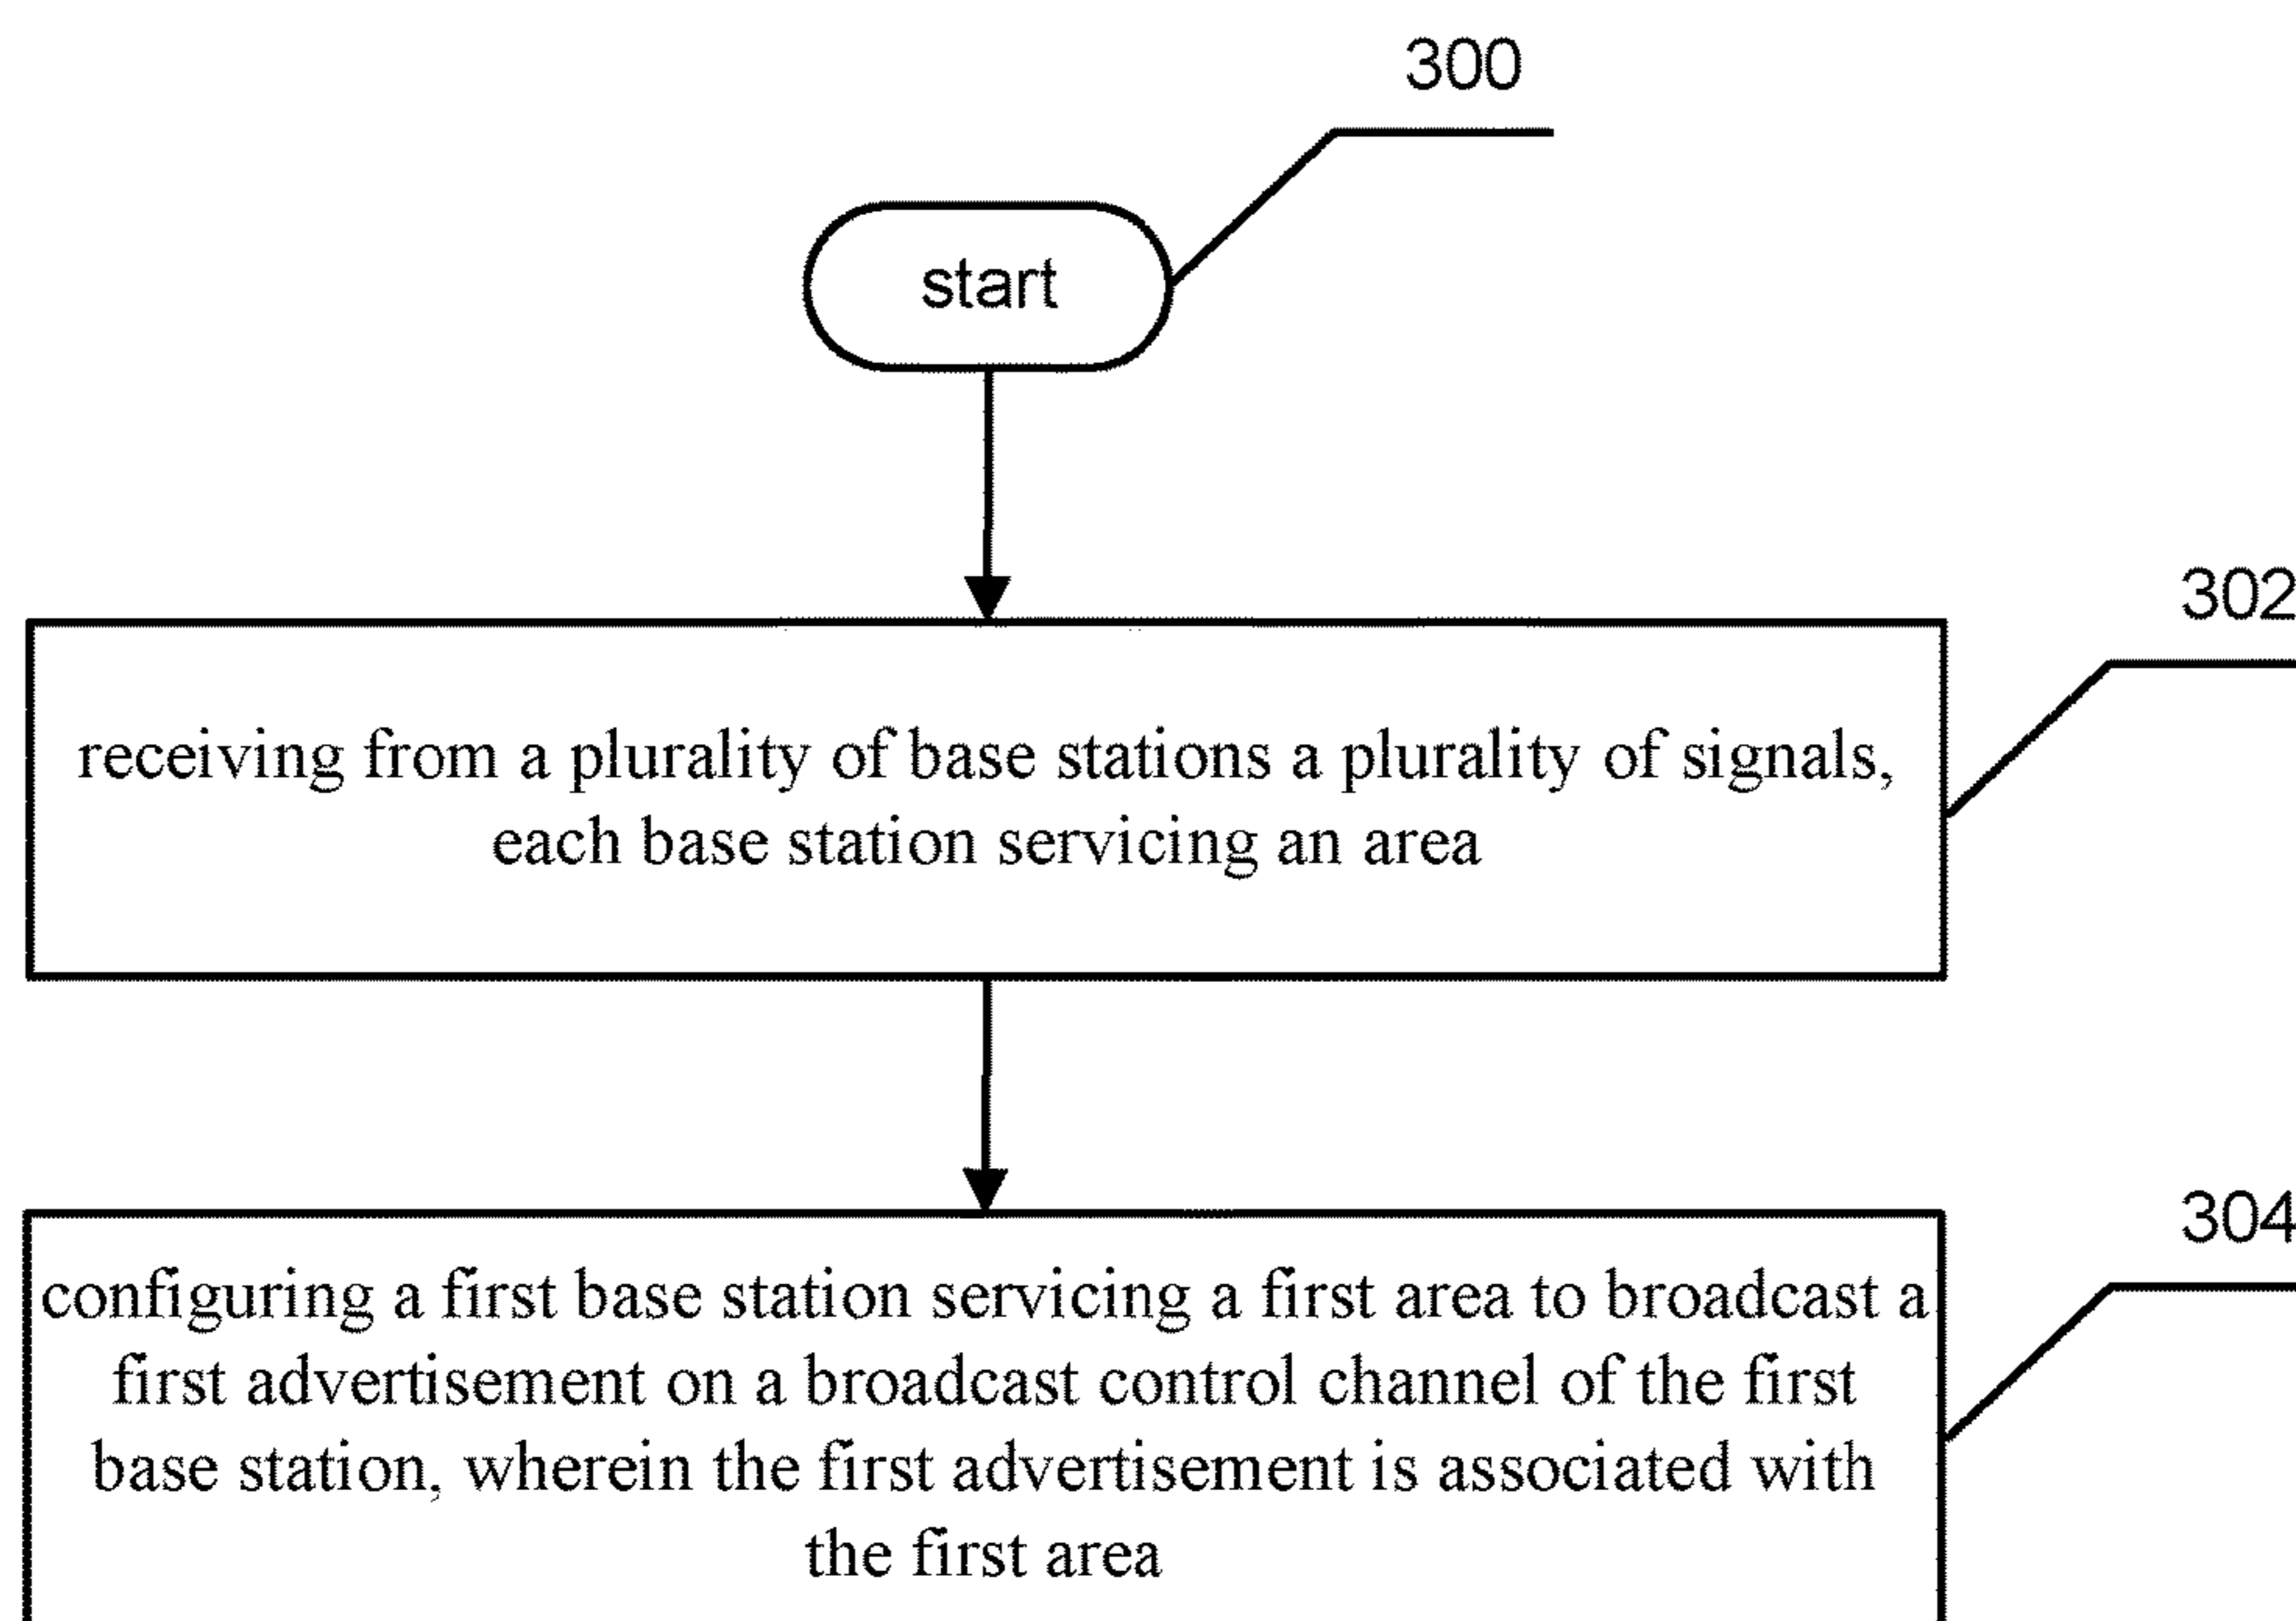 300
start
302
receiving from a plurality of base stations a plurality of signals,
each base station servicing an area
304
configuring a first base station servicing a first area to broadcast a
first advertisement on a broadcast control channel of the first
base station, wherein the first advertisement is associated with
the first area